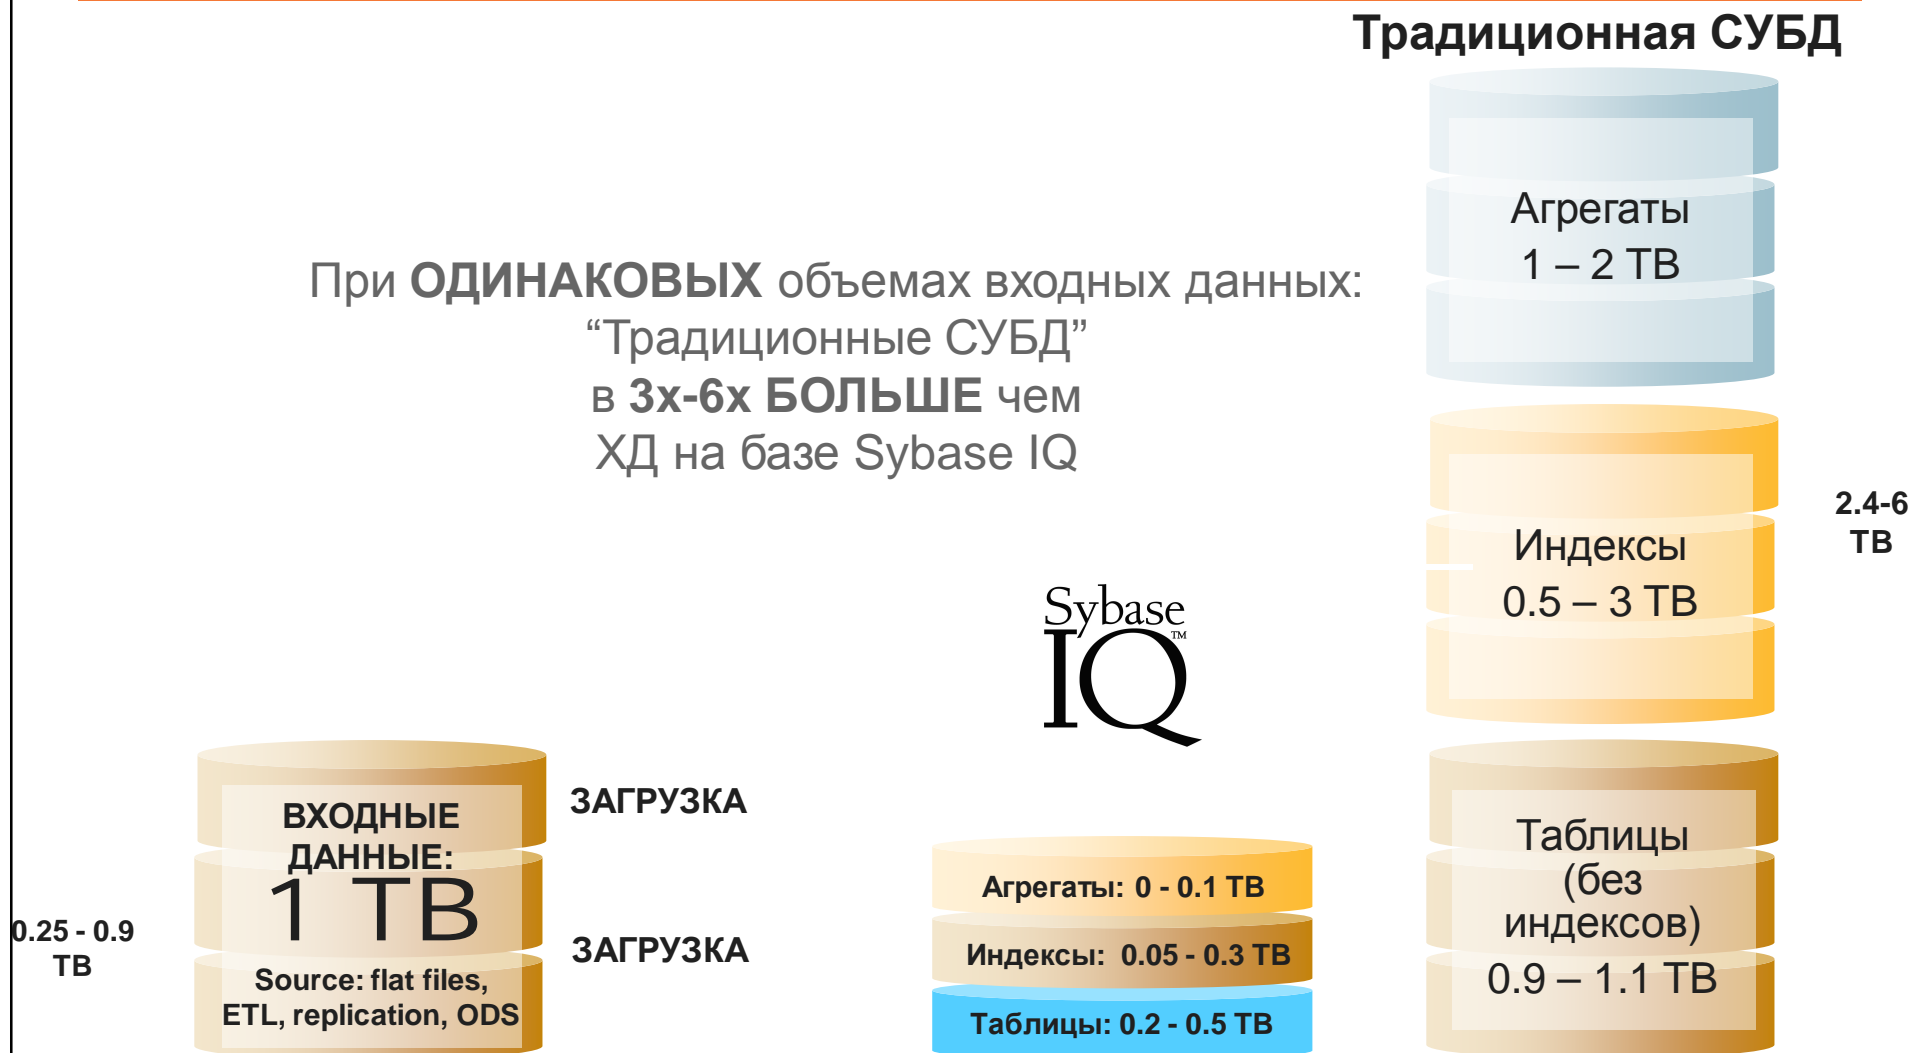 Традиционная СУБД
При ОДИНАКОВЫХ объемах входных данных:
“Традиционные СУБД”
в 3х-6х БОЛЬШЕ чем
ХД на базе Sybase IQ
Агрегаты
1 – 2 TB
Индексы
0.5 – 3 TB
2.4-6
TB
Sybase
IQ™
Таблицы
(без
индексов)
0.9 – 1.1 TB
ВХОДНЫЕ
ДАННЫЕ:
1 TB
Source: flat files,
ETL, replication, ODS
ЗАГРУЗКА
ЗАГРУЗКА
0.25 - 0.9
TB
Агрегаты: 0 - 0.1 TB
Индексы: 0.05 - 0.3 TB
Таблицы: 0.2 - 0.5 TB